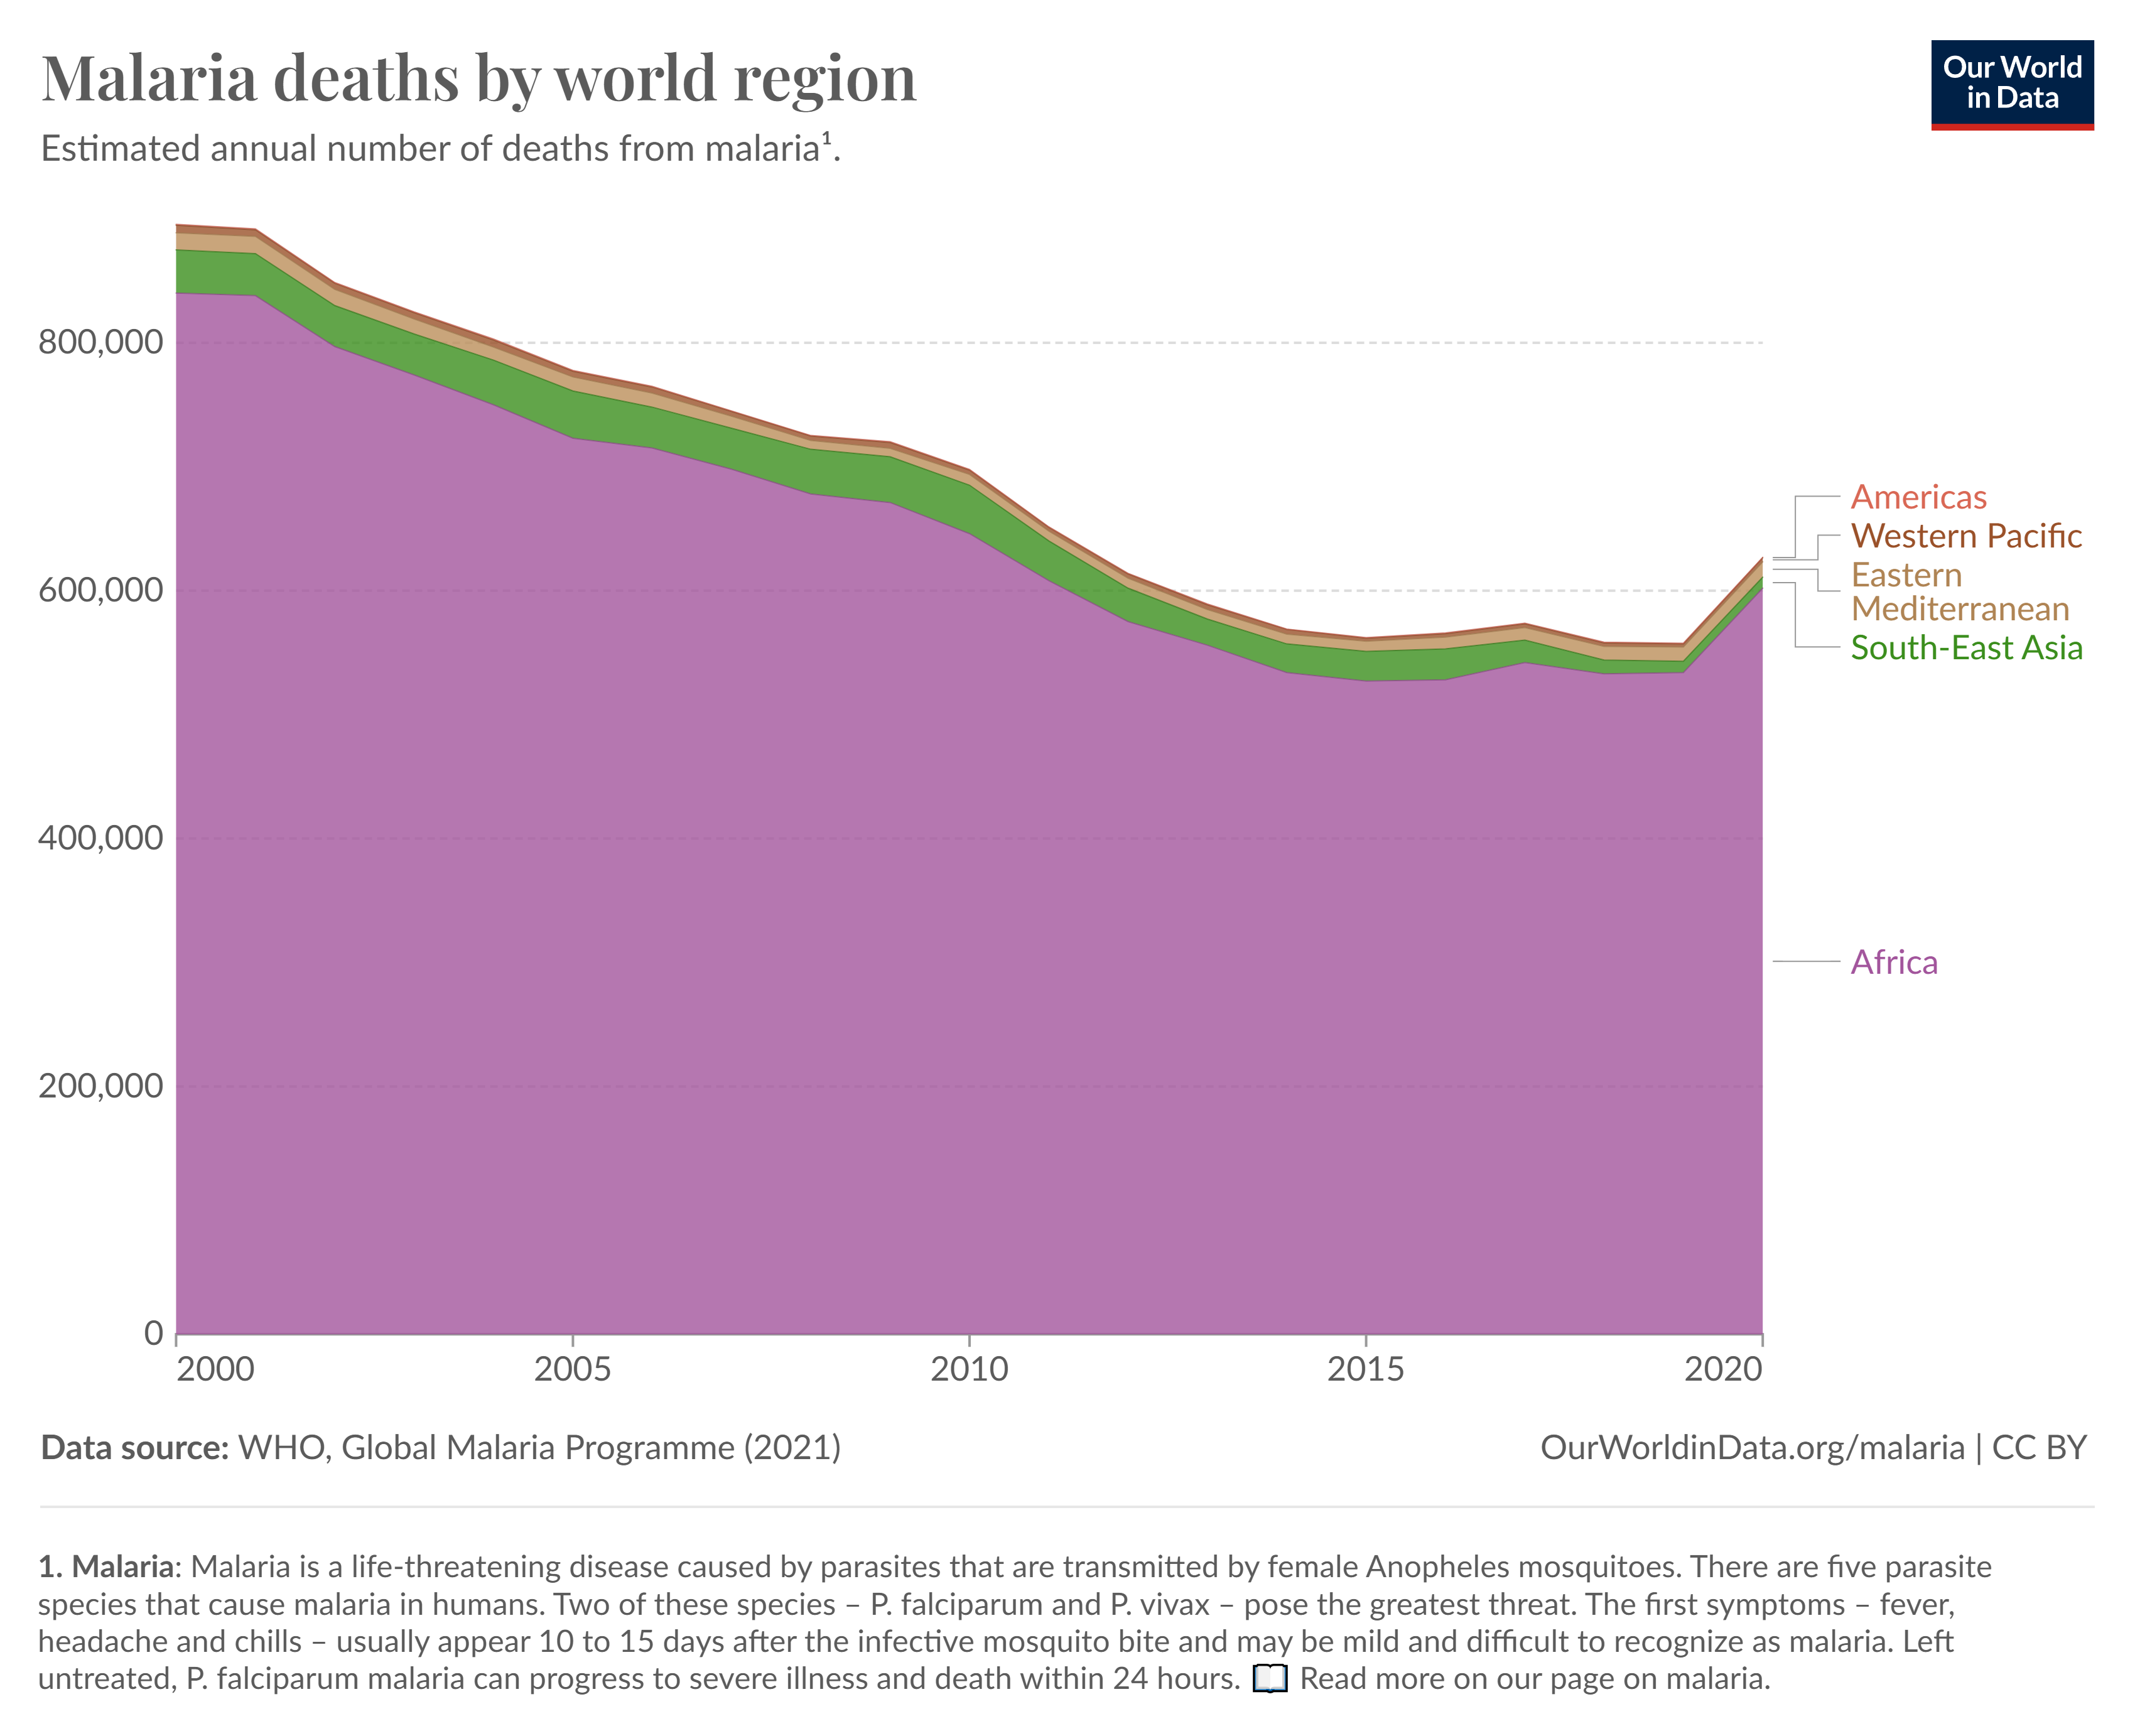 Malaria deaths by world region
Our World
in Data
Estimated annual number of deaths from malaria¹.
800,000
600,000
400,000
200,000
0
Americas
Western Pacific
Eastern
Mediterranean
South-East Asia
Africa
2000
2005
2010
2015
2020
Data source: WHO, Global Malaria Programme (2021)
OurWorldinData.org/malaria | CC BY
1. Malaria: Malaria is a life-threatening disease caused by parasites that are transmitted by female Anopheles mosquitoes. There are five parasite
species that cause malaria in humans. Two of these species – P. falciparum and P. vivax – pose the greatest threat. The first symptoms – fever,
headache and chills – usually appear 10 to 15 days after the infective mosquito bite and may be mild and difficult to recognize as malaria. Left
untreated, P. falciparum malaria can progress to severe illness and death within 24 hours. 📖 Read more on our page on malaria.